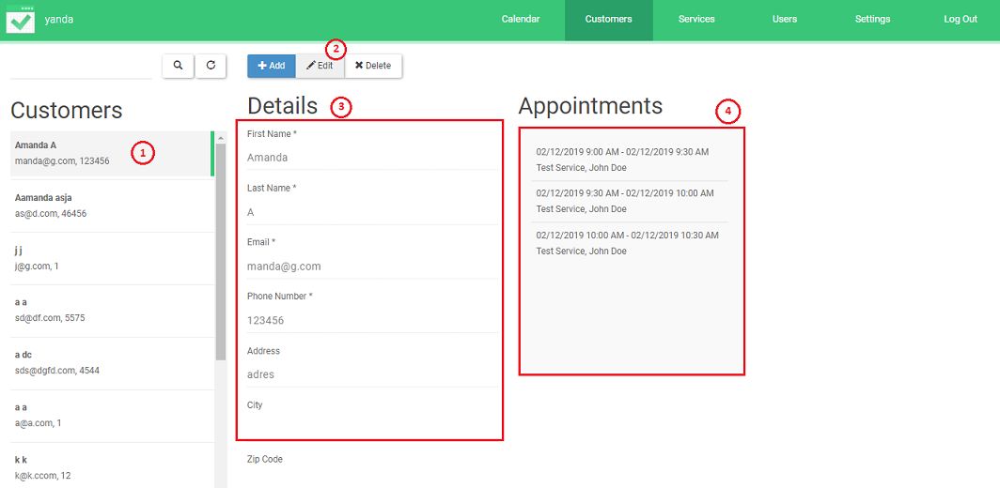 yanda
Calendar
Customers
Services
Users
Settings
Log Out
Add
Edit
Delete
2
Customers
Amanda A
manda@g.com, 123456
1
Aamanda asja
as@d.com, 46456
j j
j@g.com, 1
a a
sd@df.com, 5575
a dc
sds@dgfd.com, 4544
a a
a@a.com, 1
k k
k@k.ccom, 12
Details
3
First Name *
Amanda
Last Name *
A
Email *
manda@g.com
Phone Number *
123456
Address
adres
City
Zip Code
Appointments
4
02/12/2019 9:00 AM - 02/12/2019 9:30 AM
Test Service, John Doe
02/12/2019 9:30 AM - 02/12/2019 10:00 AM
Test Service, John Doe
02/12/2019 10:00 AM - 02/12/2019 10:30 AM
Test Service, John Doe